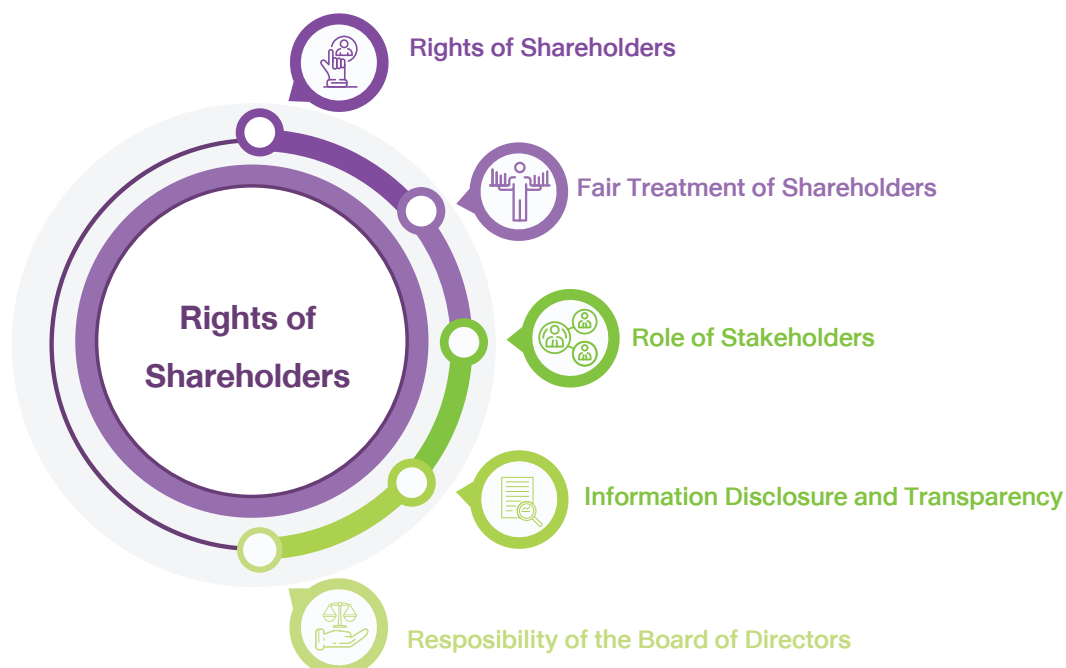 Rights of Shareholders
Fair Treatment of Shareholders
Rights of
Shareholders
Role of Stakeholders
Information Disclosure and Transparency
Resposibility of the Board of Directors